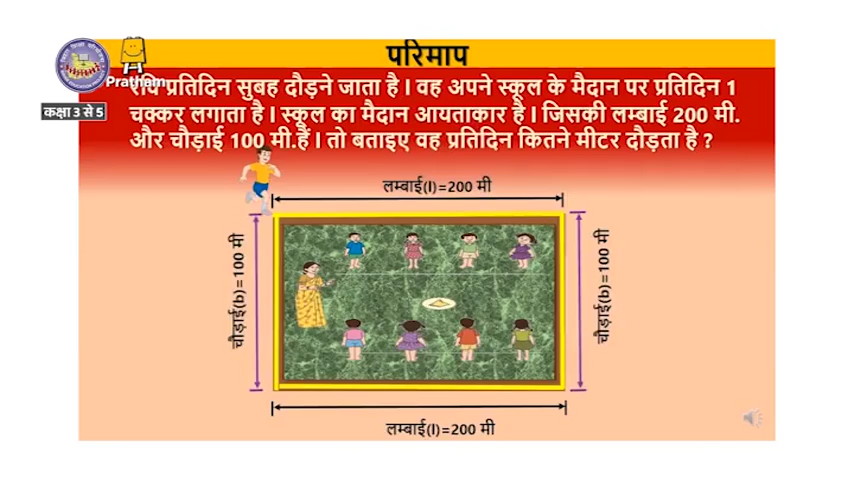 परिमाप
Pratham
प्रतिदिन सुबह दौड़ने जाता है । वह अपने स्कूल के मैदान पर प्रतिदिन 1
चक्कर लगाता है । स्कूल का मैदान आयताकार है । जिसकी लम्बाई 200 मी.
और चौड़ाई 100 मी.हैं । तो बताइए वह प्रतिदिन कितने मीटर दौड़ता है ?
कक्षा 3 से 5
लम्बाई(l)=200 मी
चौड़ाई(b)=100 मी
चौड़ाई(b)=100 मी
लम्बाई(l)=200 मी